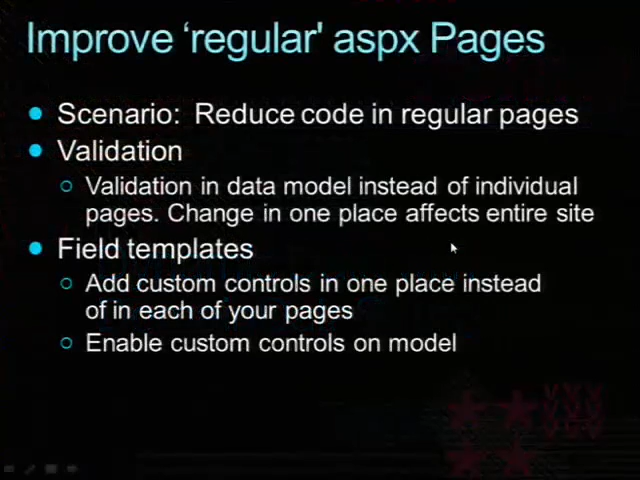 Improve ‘regular' aspx Pages
Scenario: Reduce code in regular pages
Validation
Validation in data model instead of individual
pages. Change in one place affects entire site
Field templates
Add custom controls in one place instead
of in each of your pages
Enable custom controls on model